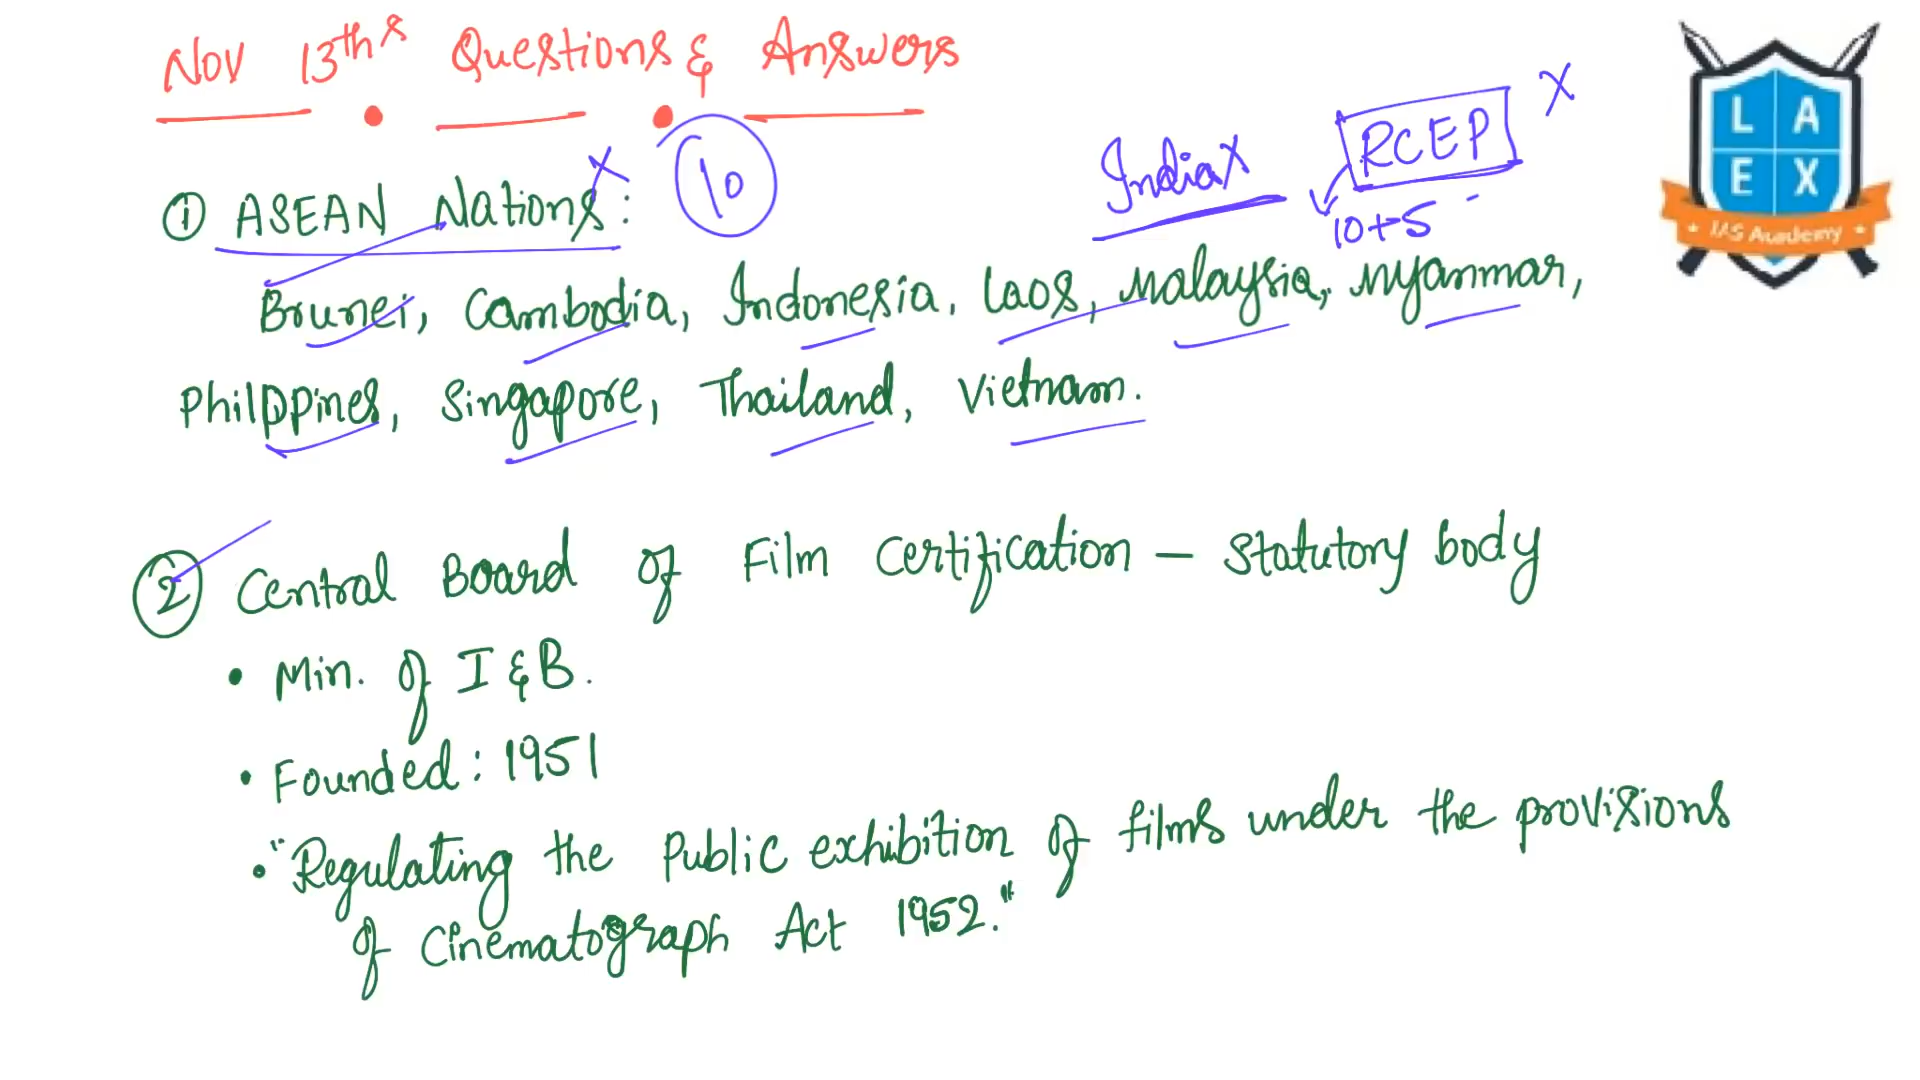 Nov 13th's Questions & Answers
① ASEAN Nations: 10 India X RCEP X
10+5
Brunei, Cambodia, Indonesia, Laos, Malaysia, Myanmar,
Philppines, Singapore, Thailand, Vietnam.
② Central Board of Film Certification – Statutory body
• Min. of I & B.
• Founded: 1951
• "Regulating the Public exhibition of films under the provisions
of Cinematograph Act 1952."
L A
E X
IAS Academy